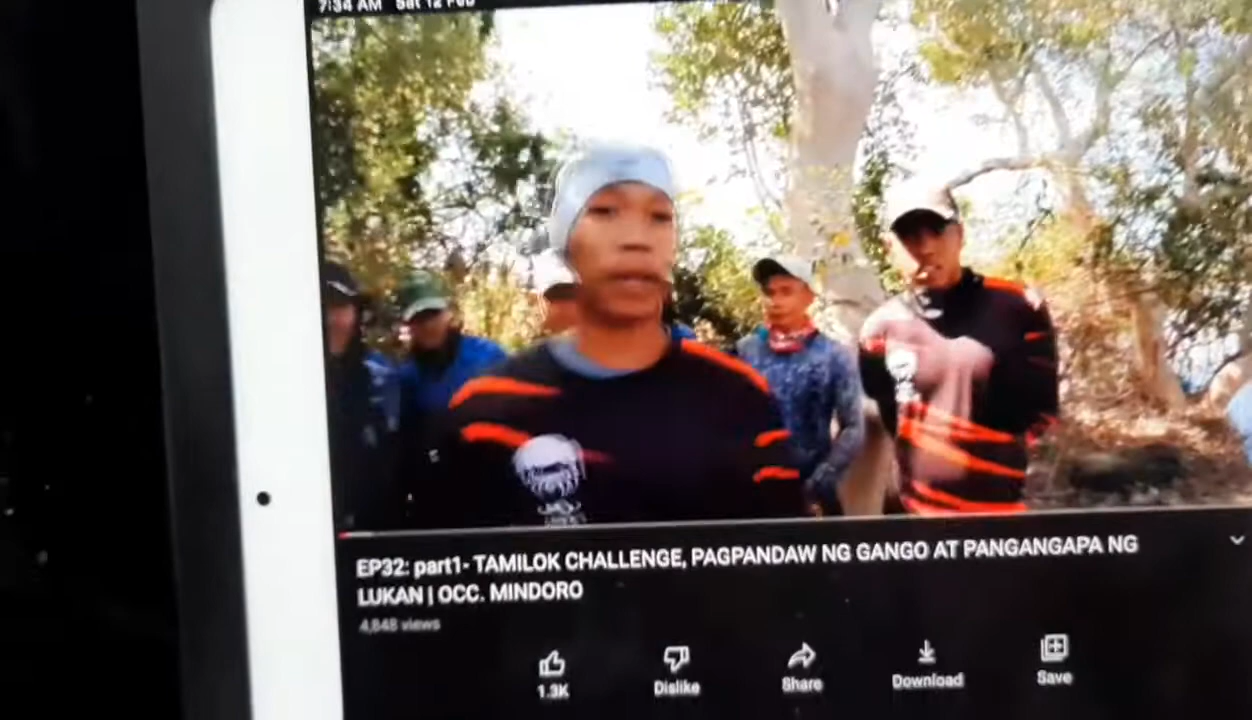 7:34 AM Sat 12 Feb
EP32: part1- TAMILOK CHALLENGE, PAGPANDAW NG GANGO AT PANGANGAPA NG
LUKAN | OCC. MINDORO
4,848 views
1.3K Dislike Share Download Save